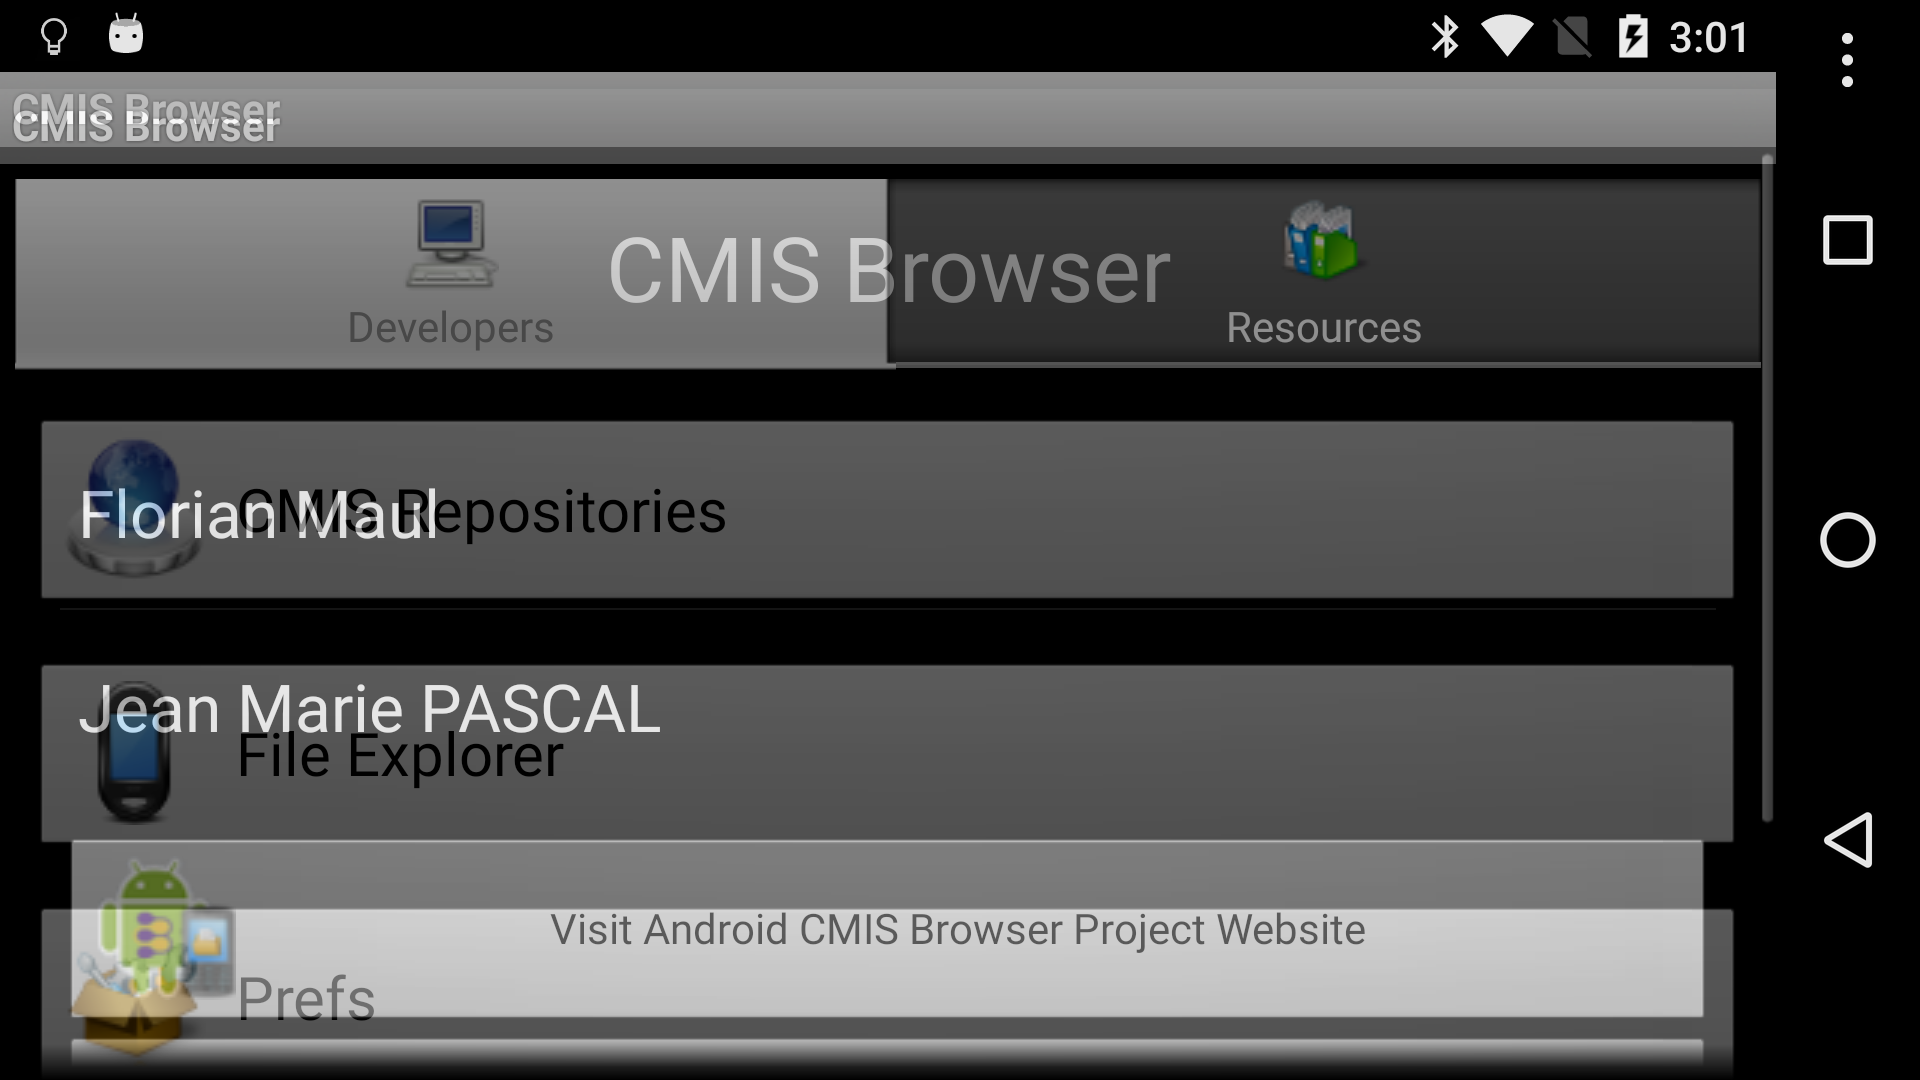 3:01
CMIS Browser
CMIS Browser
CMIS Browser
Developers
Resources
Florian Maul
CMIS Repositories
Jean Marie PASCAL
File Explorer
Visit Android CMIS Browser Project Website
Prefs